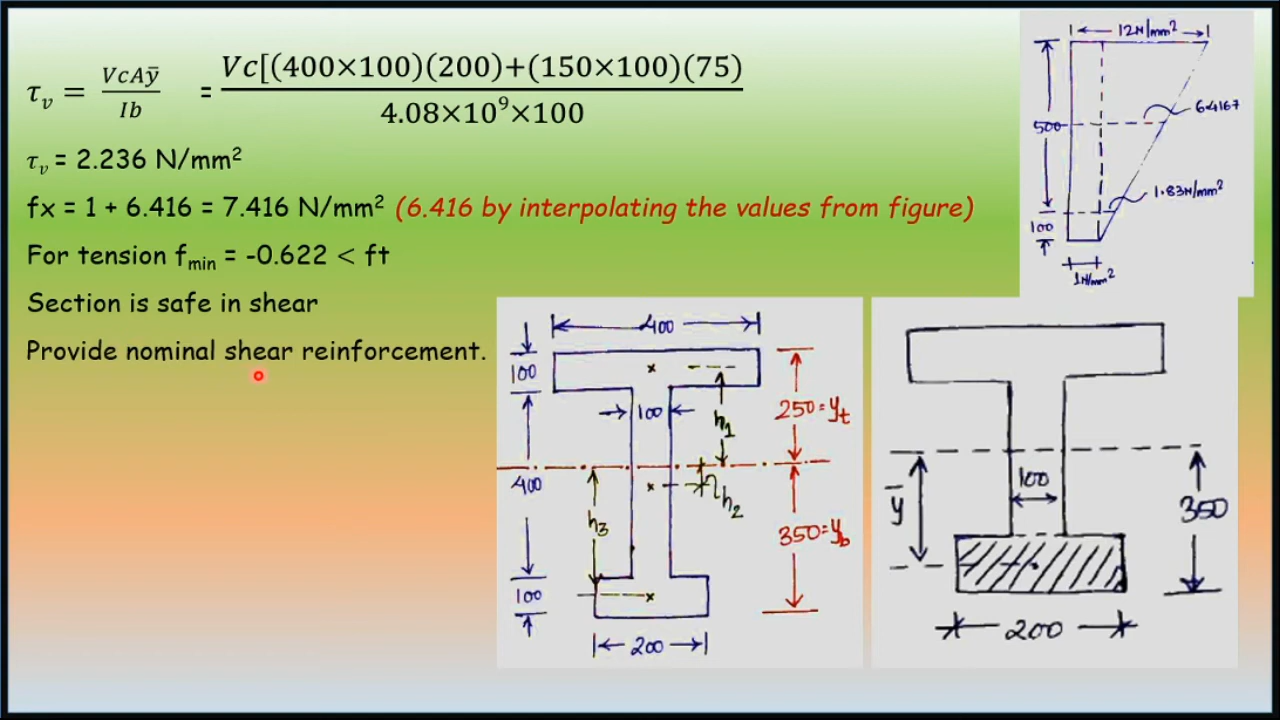 τv = VcAȳ / Ib = Vc[(400×100)(200)+(150×100)(75) / 4.08×10⁹×100
τv = 2.236 N/mm²
fx = 1 + 6.416 = 7.416 N/mm² (6.416 by interpolating the values from figure)
For tension fmin = -0.622 < ft
Section is safe in shear
Provide nominal shear reinforcement.
12N/mm²
6.4167
500
1.83N/mm²
100
1N/mm²
400
100
100
h1
250=yt
400
h2
h3
350=yb
100
200
100
ȳ
350
200